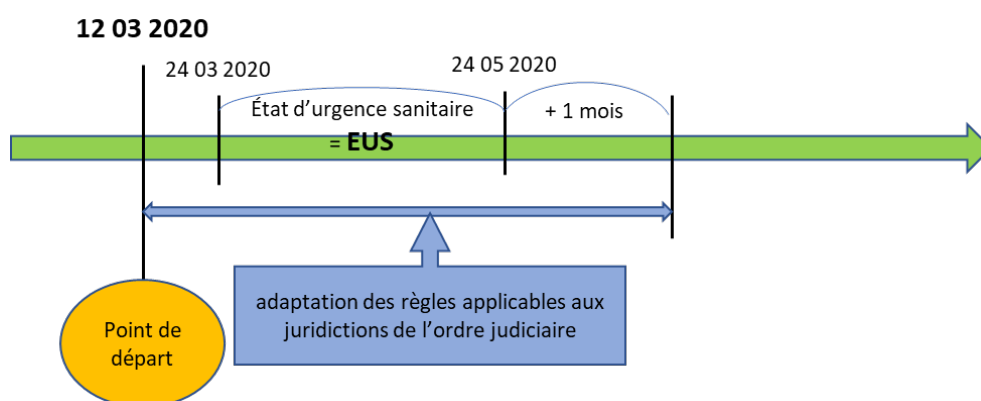 12 03 2020
24 03 2020
24 05 2020
État d’urgence sanitaire
= EUS
+ 1 mois
adaptation des règles applicables aux
juridictions de l’ordre judiciaire
Point de
départ